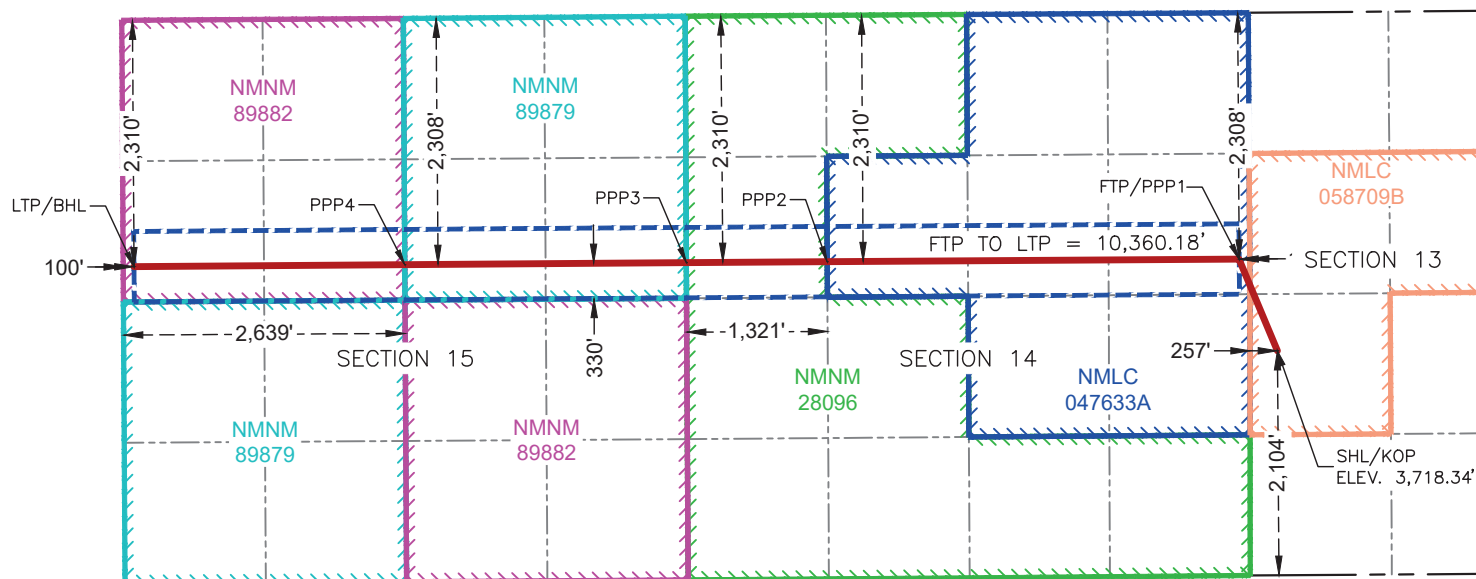 NMNM
89882
NMNM
89879
2,310'
2,308'
2,310'
2,310'
2,308'
NMLC
058709B
LTP/BHL
PPP4
PPP3
PPP2
FTP/PPP1
FTP TO LTP = 10,360.18'
100'
SECTION 13
2,639'
SECTION 15
330'
1,321'
SECTION 14
257'
NMNM
28096
NMLC
047633A
NMNM
89879
NMNM
89882
2,104'
SHL/KOP
ELEV. 3,718.34'